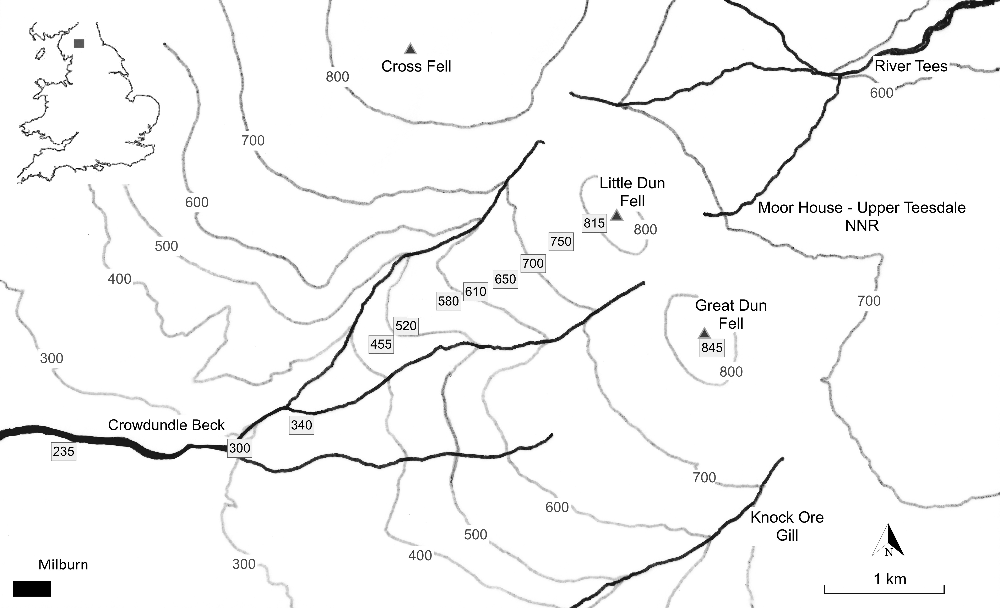 Cross Fell
800
River Tees
600
700
Little Dun
Fell
600
Moor House - Upper Teesdale
NNR
815
800
750
500
700
400
650
610
580
700
Great Dun
Fell
520
455
845
300
800
Crowdundle Beck
340
300
235
700
600
Knock Ore
Gill
500
400
N
300
Milburn
1 km